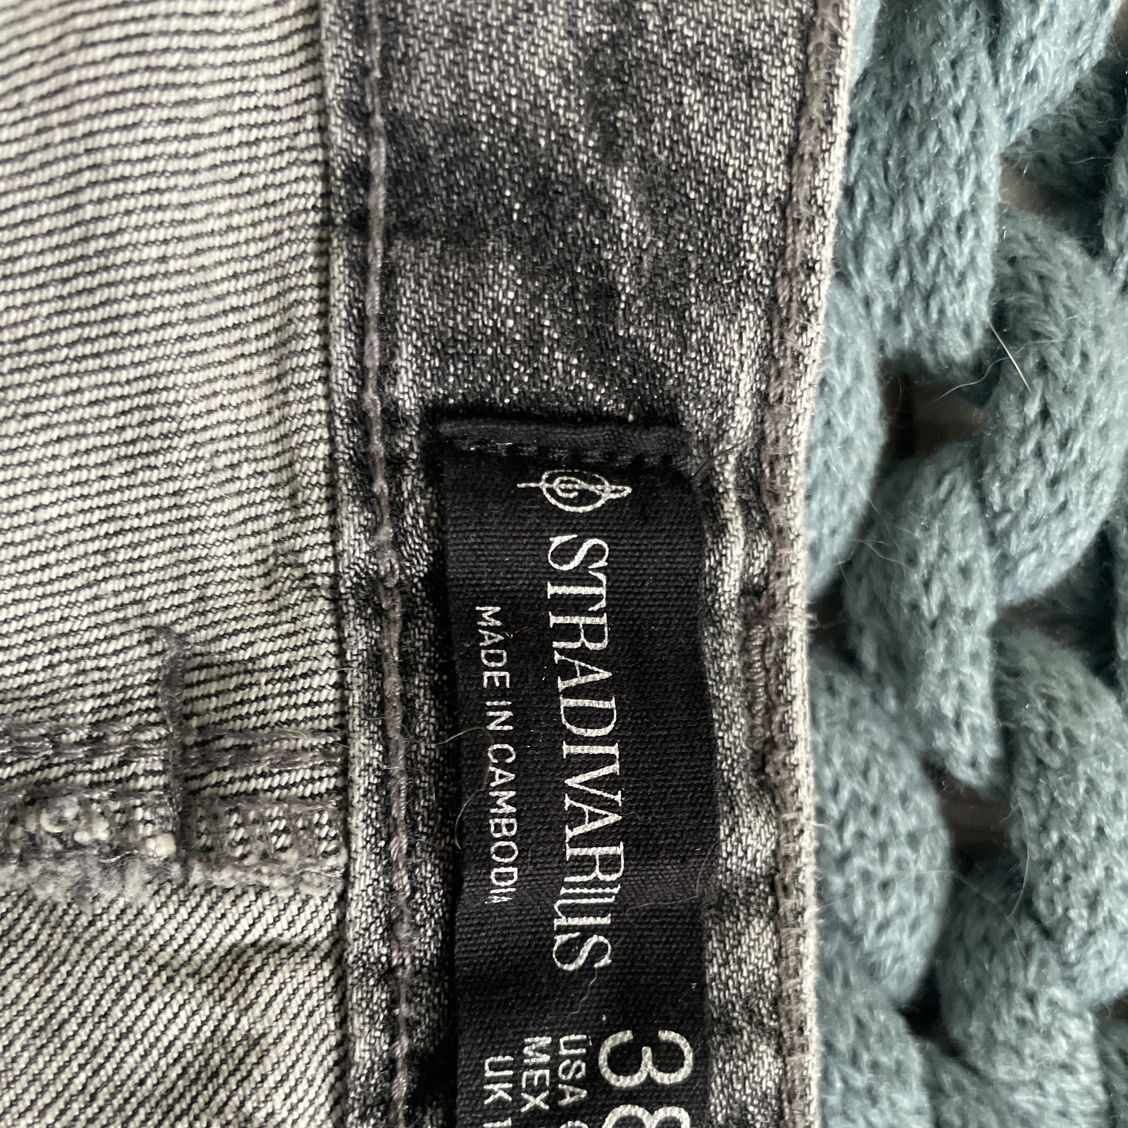 STRADIVARIUS
MADE IN CAMBODIA
38
USA
MEX
UK